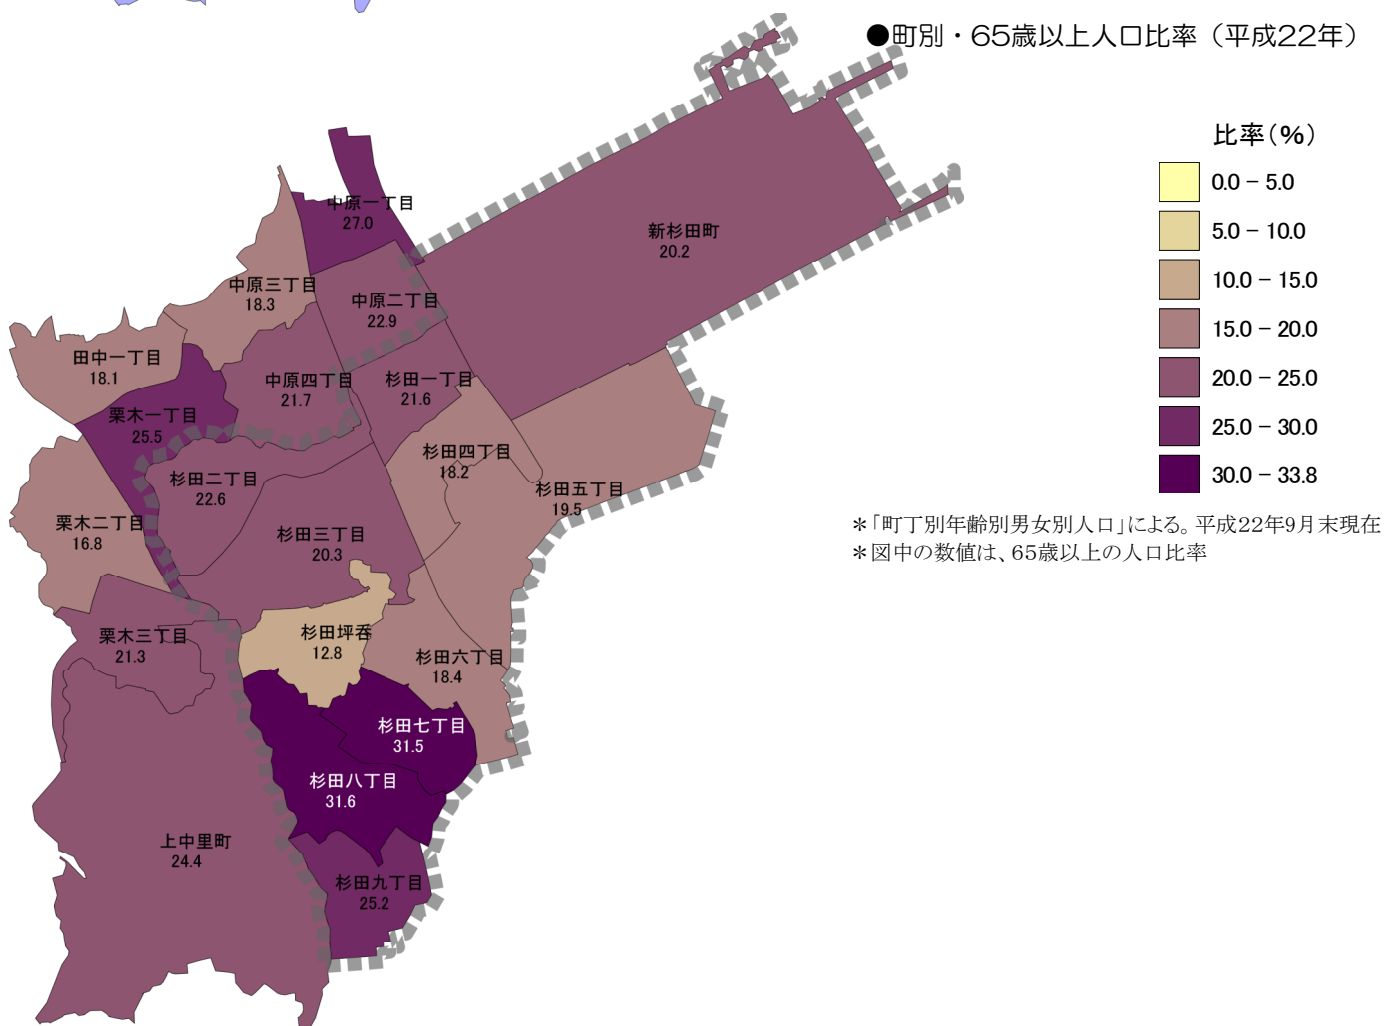 ●町別・65歳以上人口比率（平成22年）
比率(%)
0.0 - 5.0
5.0 - 10.0
10.0 - 15.0
15.0 - 20.0
20.0 - 25.0
25.0 - 30.0
30.0 - 33.8
＊「町丁別年齢別男女別人口」による。平成22年9月末現在
＊図中の数値は、65歳以上の人口比率
中原一丁目
27.0
新杉田町
20.2
中原三丁目
18.3
中原二丁目
22.9
田中一丁目
18.1
中原四丁目
21.7
杉田一丁目
21.6
栗木一丁目
25.5
杉田四丁目
18.2
杉田二丁目
22.6
杉田五丁目
19.5
栗木二丁目
16.8
杉田三丁目
20.3
栗木三丁目
21.3
杉田坪呑
12.8
杉田六丁目
18.4
杉田七丁目
31.5
杉田八丁目
31.6
上中里町
24.4
杉田九丁目
25.2